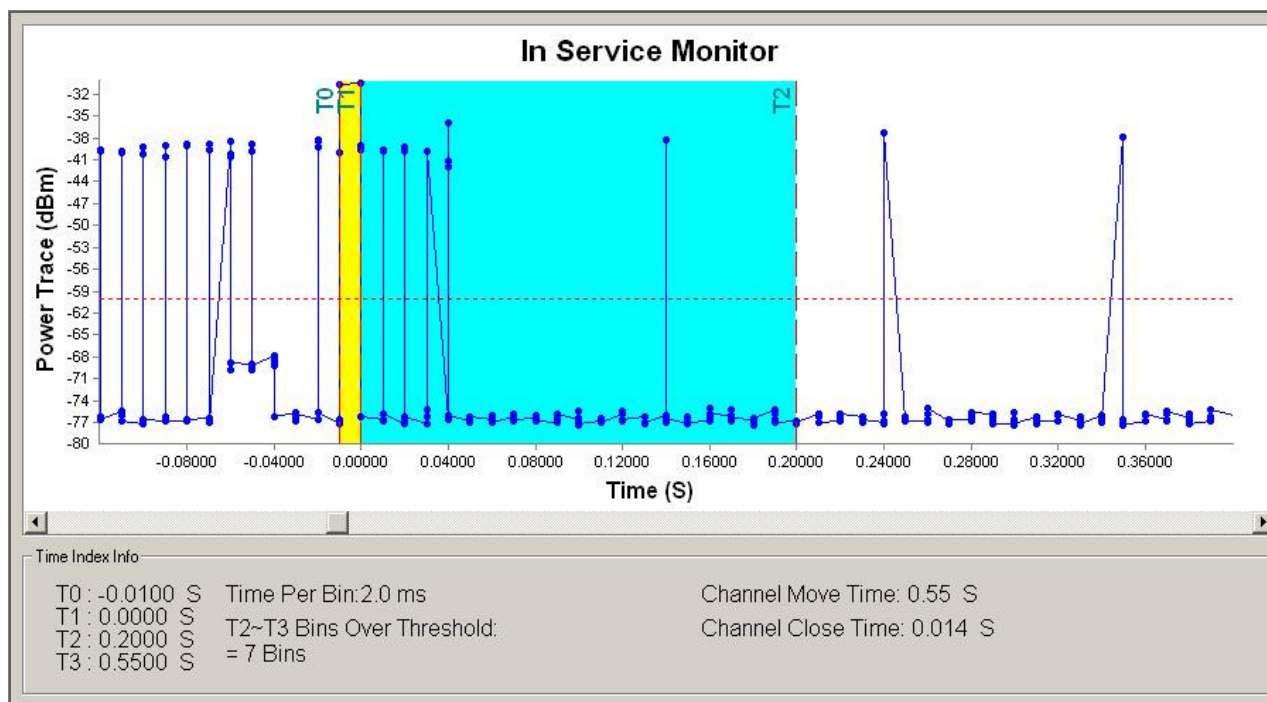 In Service Monitor
Power Trace (dBm)
-32
-35
-38
-41
-44
-47
-50
-53
-56
-59
-62
-65
-68
-71
-74
-77
-80
T0
T1
T2
-0.08000 -0.04000 0.00000 0.04000 0.08000 0.12000 0.16000 0.20000 0.24000 0.28000 0.32000 0.36000
Time (S)
Time Index Info
T0 : -0.0100 S Time Per Bin:2.0 ms Channel Move Time: 0.55 S
T1 : 0.0000 S
T2~T3 Bins Over Threshold: Channel Close Time: 0.014 S
T2 : 0.2000 S
= 7 Bins
T3 : 0.5500 S